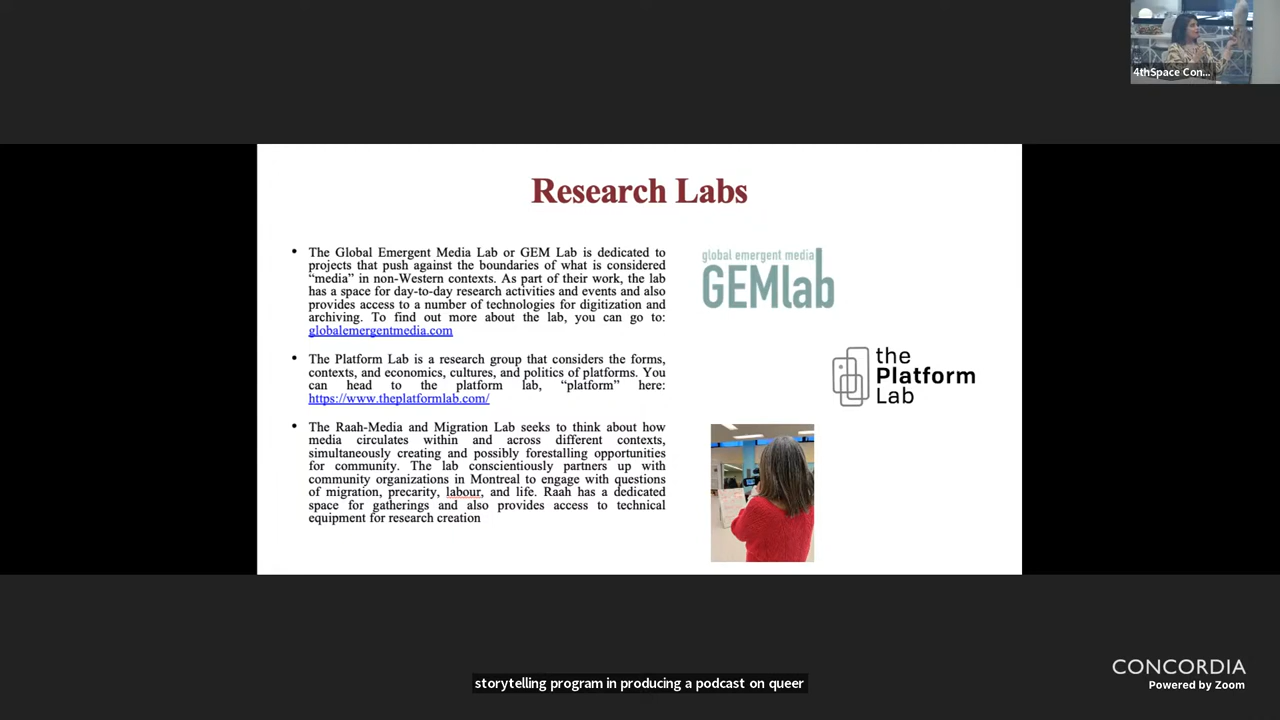 4thSpace Con...
Research Labs
• The Global Emergent Media Lab or GEM Lab is dedicated to
projects that push against the boundaries of what is considered
“media” in non-Western contexts. As part of their work, the lab
has a space for day-to-day research activities and events and also
provides access to a number of technologies for digitization and
archiving. To find out more about the lab, you can go to:
globalemergentmedia.com
• The Platform Lab is a research group that considers the forms,
contexts, and economics, cultures, and politics of platforms. You
can head to the platform lab, “platform” here:
https://www.theplatformlab.com/
• The Raah-Media and Migration Lab seeks to think about how
media circulates within and across different contexts,
simultaneously creating and possibly forestalling opportunities
for community. The lab conscientiously partners up with
community organizations in Montreal to engage with questions
of migration, precarity, labour, and life. Raah has a dedicated
space for gatherings and also provides access to technical
equipment for research creation
global emergent media
GEMlab
the
Platform
Lab
storytelling program in producing a podcast on queer
CONCORDIA
Powered by Zoom